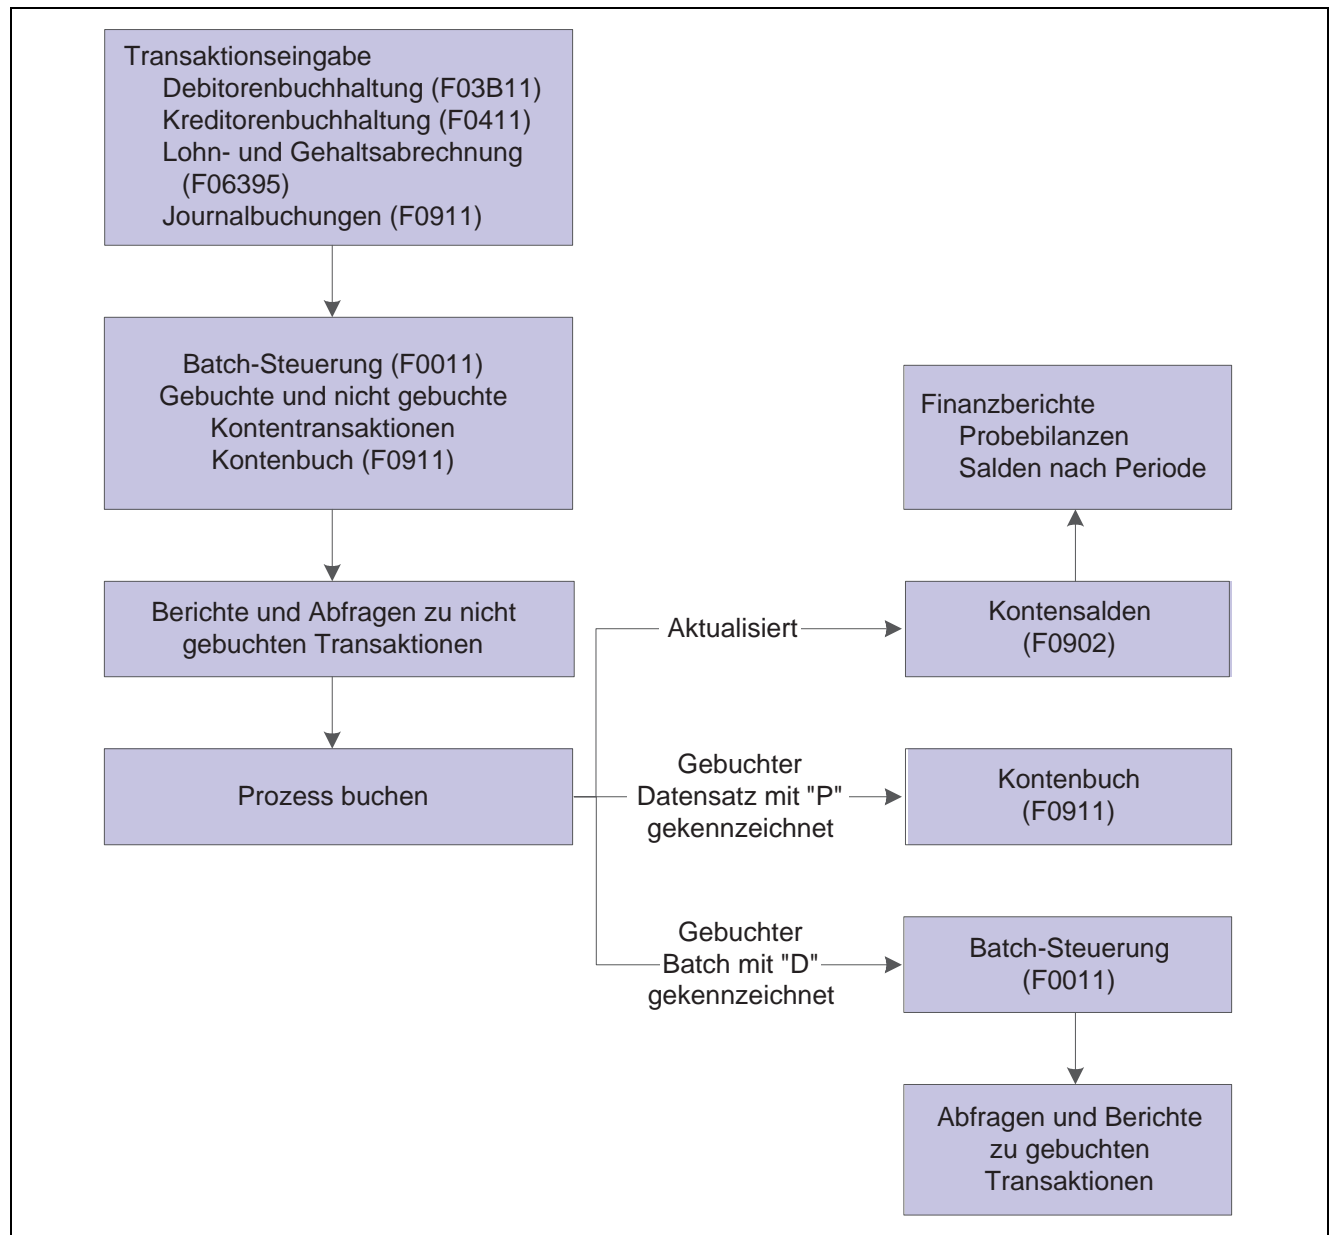 Transaktionseingabe
Debitorenbuchhaltung (F03B11)
Kreditorenbuchhaltung (F0411)
Lohn- und Gehaltsabrechnung
(F06395)
Journalbuchungen (F0911)
Batch-Steuerung (F0011)
Gebuchte und nicht gebuchte
Kontentransaktionen
Kontenbuch (F0911)
Berichte und Abfragen zu nicht
gebuchten Transaktionen
Prozess buchen
Aktualisiert
Kontensalden
(F0902)
Finanzberichte
Probebilanzen
Salden nach Periode
Gebuchter
Datensatz mit "P"
gekennzeichnet
Kontenbuch
(F0911)
Gebuchter
Batch mit "D"
gekennzeichnet
Batch-Steuerung
(F0011)
Abfragen und Berichte
zu gebuchten
Transaktionen